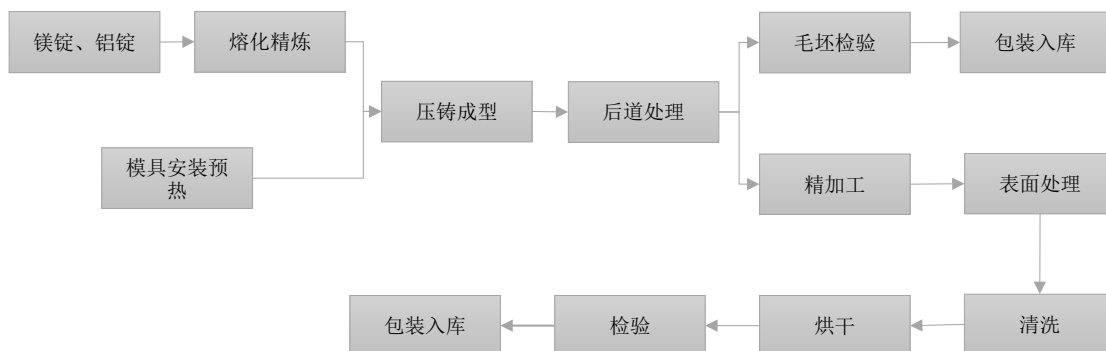 镁锭、铝锭
熔化精炼
模具安装预
热
压铸成型
后道处理
毛坯检验
包装入库
精加工
表面处理
清洗
烘干
检验
包装入库